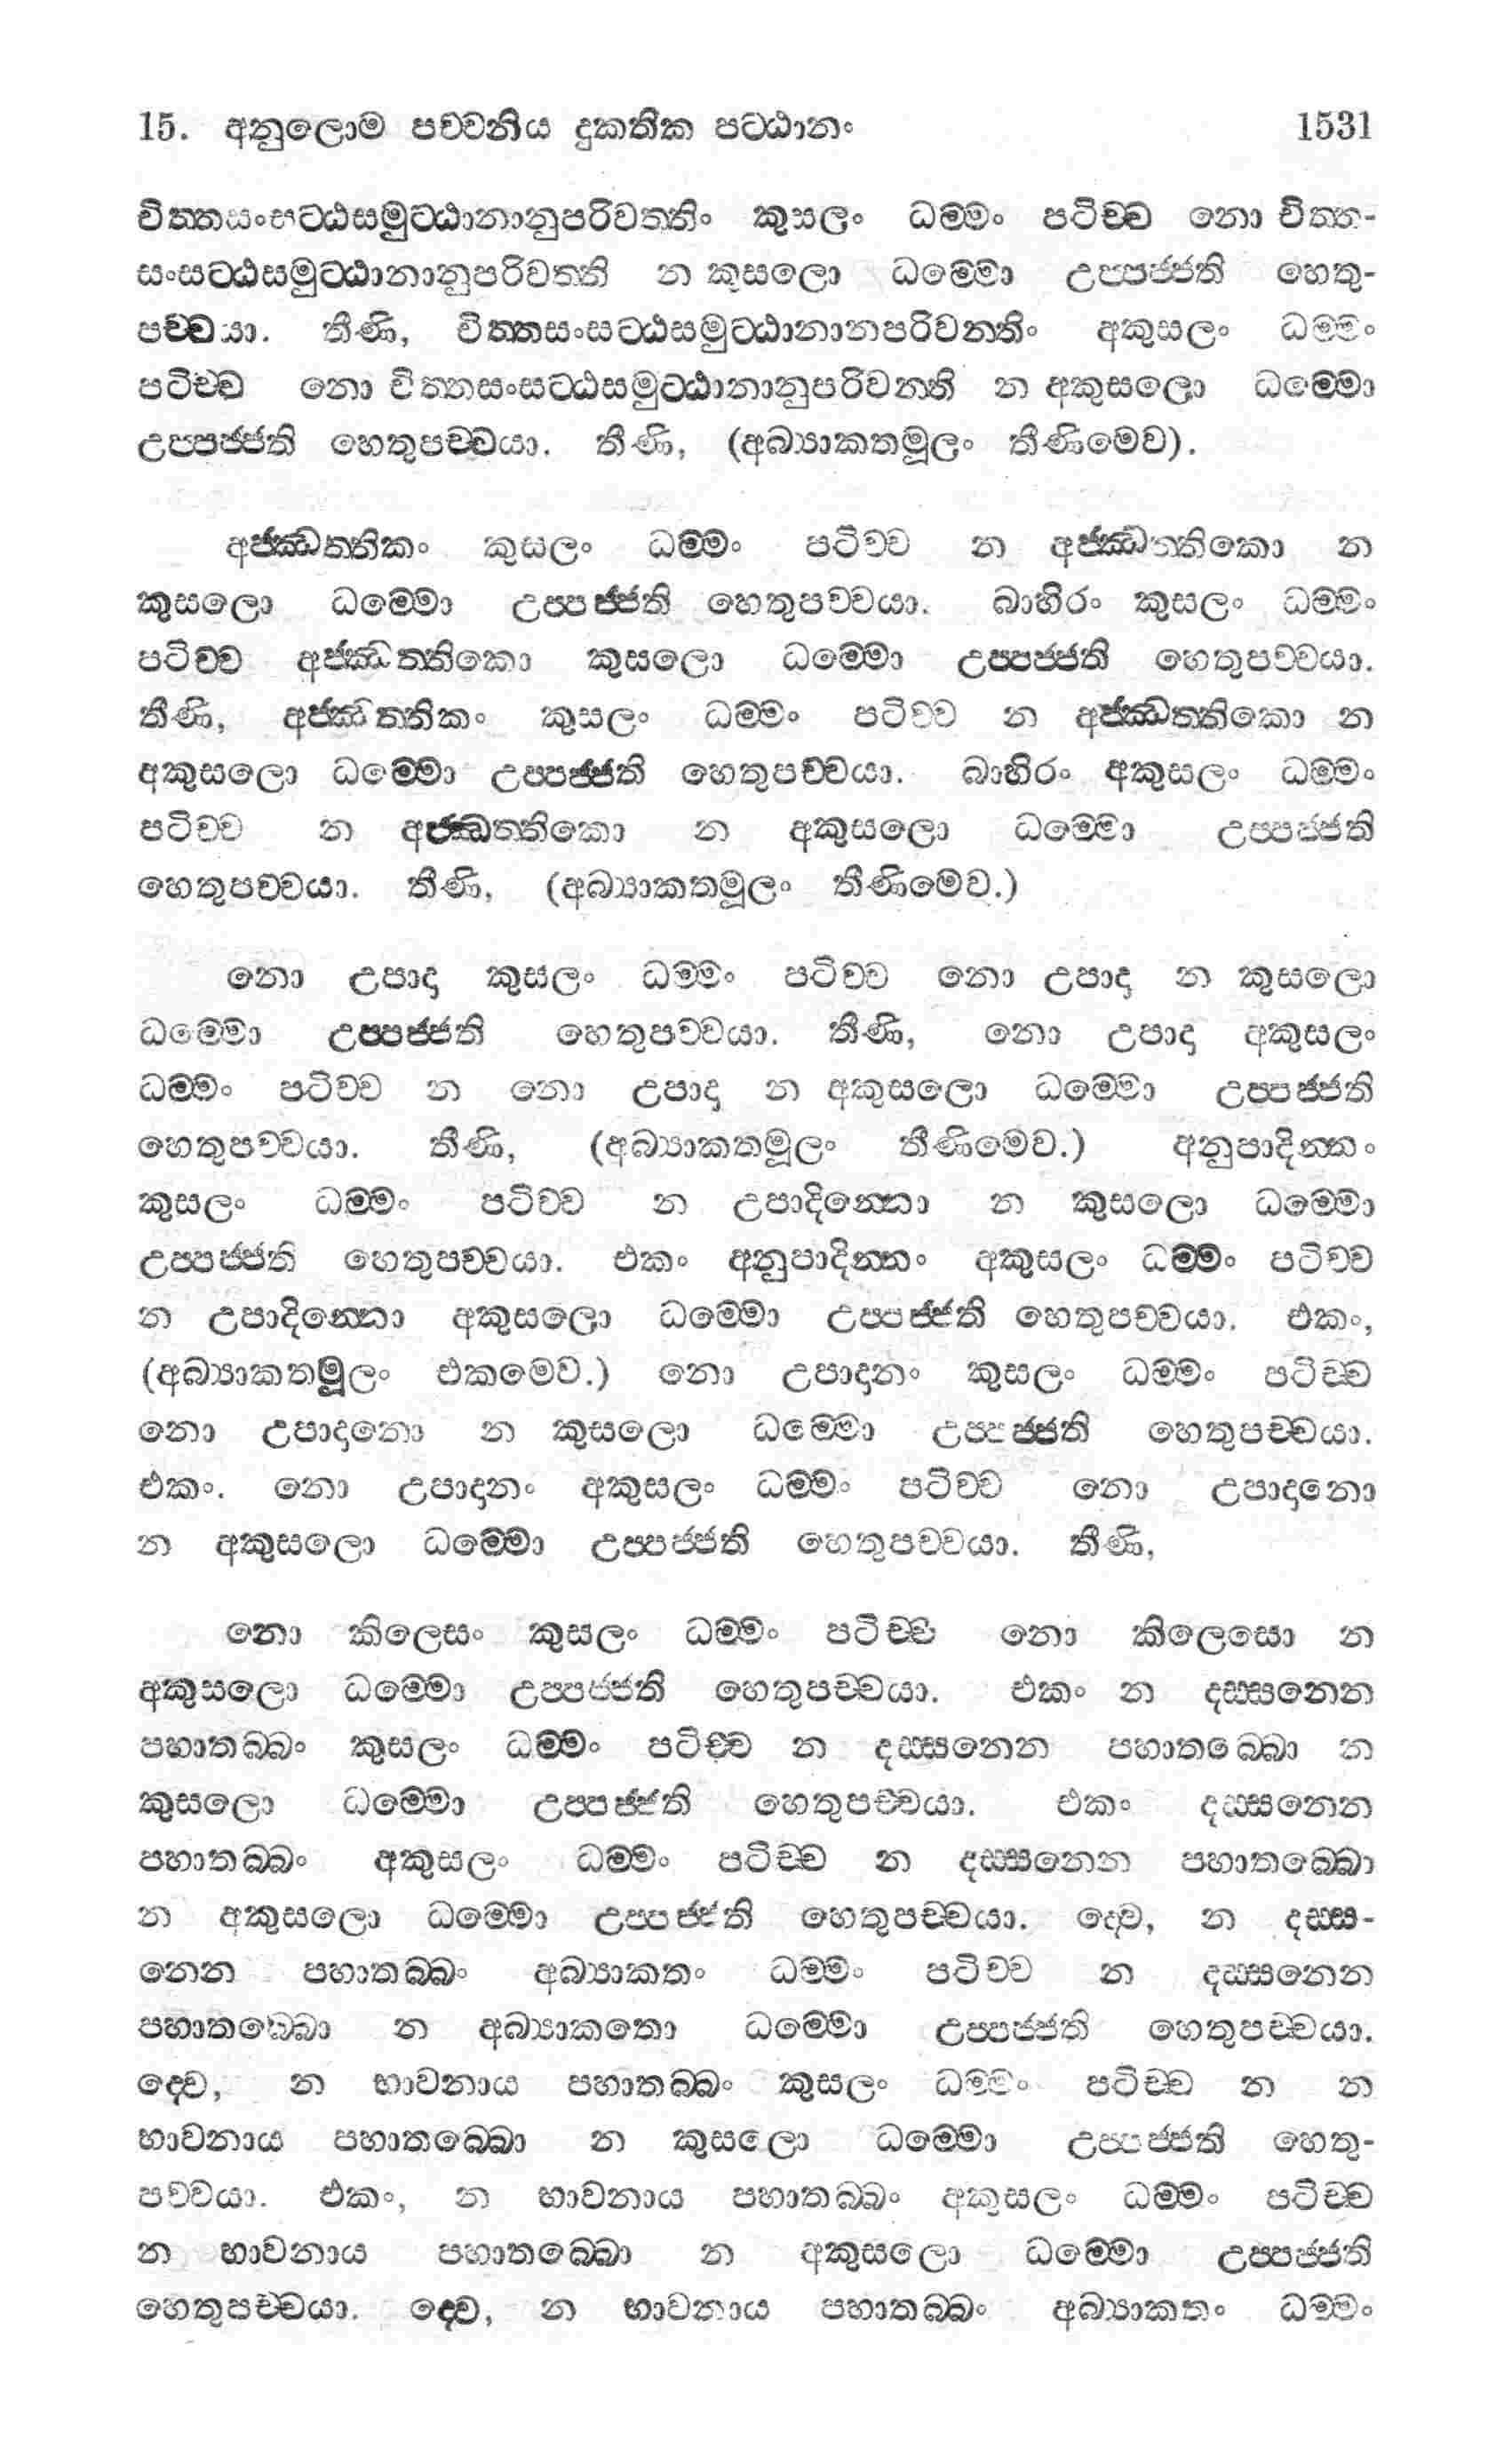 15. අනුලොම පච්චනිය දුකතික පට්ඨානං 1531
චිත්තසංසට්ඨසමුට්ඨානානුපරිවත්තිං කුසලං ධම්මං පටිච්ච නො චිත්ත-
සංසට්ඨසමුට්ඨානානුපරිවත්ති න කුසලො ධම්මො උප්පජ්ජති හෙතු-
පච්චයා. තීණි, චිත්තසංසට්ඨසමුට්ඨානානපරිවත්තිං අකුසලං ධම්මං
පටිච්ච නො චිත්තසංසට්ඨසමුට්ඨානානුපරිවත්ති න අකුසලො ධම්මො
උප්පජ්ජති හෙතුපච්චයා. තීණි, (අබ්‍යාකතමූලං තීණිමෙව).
අජ්ඣත්තිකං කුසලං ධම්මං පටිච්ච න අජ්ඣත්තිකො න
කුසලො ධම්මො උප්පජ්ජති හෙතුපච්චයා. බාහිරං කුසලං ධම්මං
පටිච්ච අජ්ඣත්තිකො කුසලො ධම්මො උප්පජ්ජති හෙතුපච්චයා.
තීණි, අජ්ඣත්තිකං කුසලං ධම්මං පටිච්ච න අජ්ඣත්තිකො න
අකුසලො ධම්මො උප්පජ්ජති හෙතුපච්චයා. බාහිරං අකුසලං ධම්මං
පටිච්ච න අජ්ඣත්තිකො න අකුසලො ධම්මො උප්පජ්ජති
හෙතුපච්චයා. තීණි, (අබ්‍යාකතමූලං තීණිමෙව.)
නො උපාදා කුසලං ධම්මං පටිච්ච නො උපාදා න කුසලො
ධම්මො උප්පජ්ජති හෙතුපච්චයා. තීණි, නො උපාදා අකුසලං
ධම්මං පටිච්ච න නො උපාදා න අකුසලො ධම්මො උප්පජ්ජති
හෙතුපච්චයා. තීණි, (අබ්‍යාකතමූලං තීණිමෙව.) අනුපාදින්නං
කුසලං ධම්මං පටිච්ච න උපාදින්නො න කුසලො ධම්මො
උප්පජ්ජති හෙතුපච්චයා. එකං අනුපාදින්නං අකුසලං ධම්මං පටිච්ච
න උපාදින්නො අකුසලො ධම්මො උප්පජ්ජති හෙතුපච්චයා. එකං,
(අබ්‍යාකතමූලං එකමෙව.) නො උපාදානං කුසලං ධම්මං පටිච්ච
නො උපාදානො න කුසලො ධම්මො උප්පජ්ජති හෙතුපච්චයා.
එකං. නො උපාදානං අකුසලං ධම්මං පටිච්ච නො උපාදානො
න අකුසලො ධම්මො උප්පජ්ජති හෙතුපච්චයා. තීණි,
නො කිලෙසං කුසලං ධම්මං පටිච්ච නො කිලෙසො න
අකුසලො ධම්මො උප්පජ්ජති හෙතුපච්චයා. එකං න දස්සනෙන
පහාතබ්බං කුසලං ධම්මං පටිච්ච න දස්සනෙන පහාතබ්බො න
කුසලො ධම්මො උප්පජ්ජති හෙතුපච්චයා. එකං දස්සනෙන
පහාතබ්බං අකුසලං ධම්මං පටිච්ච න දස්සනෙන පහාතබ්බො
න අකුසලො ධම්මො උප්පජ්ජති හෙතුපච්චයා. ද්වෙ, න දස්ස-
නෙන පහාතබ්බං අබ්‍යාකතං ධම්මං පටිච්ච න දස්සනෙන
පහාතබ්බො න අබ්‍යාකතො ධම්මො උප්පජ්ජති හෙතුපච්චයා.
ද්වෙ, න භාවනාය පහාතබ්බං කුසලං ධම්මං පටිච්ච න න
භාවනාය පහාතබ්බො න කුසලො ධම්මො උප්පජ්ජති හෙතු-
පච්චයා. එකං, න භාවනාය පහාතබ්බං අකුසලං ධම්මං පටිච්ච
න භාවනාය පහාතබ්බො න අකුසලො ධම්මො උප්පජ්ජති
හෙතුපච්චයා. ද්වෙ, න භාවනාය පහාතබ්බං අබ්‍යාකතං ධම්මං